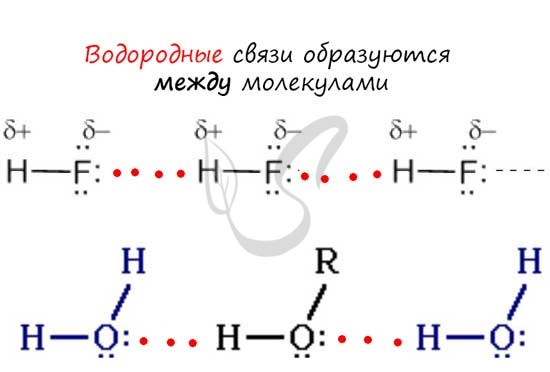 Водородные связи образуются
между молекулами
δ+ δ− δ+ δ− δ+ δ−
H F: H F: H F:
H R H
H O: H O: H O: